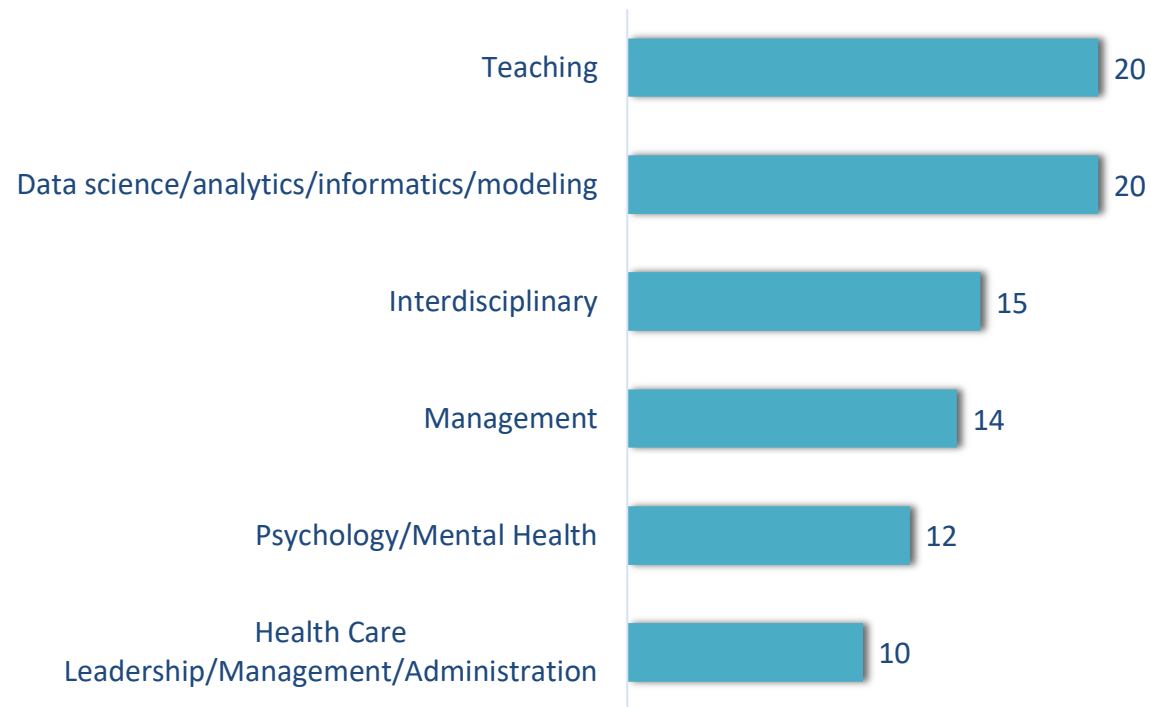 Teaching
20
Data science/analytics/informatics/modeling
20
Interdisciplinary
15
Management
14
Psychology/Mental Health
12
Health Care
Leadership/Management/Administration
10